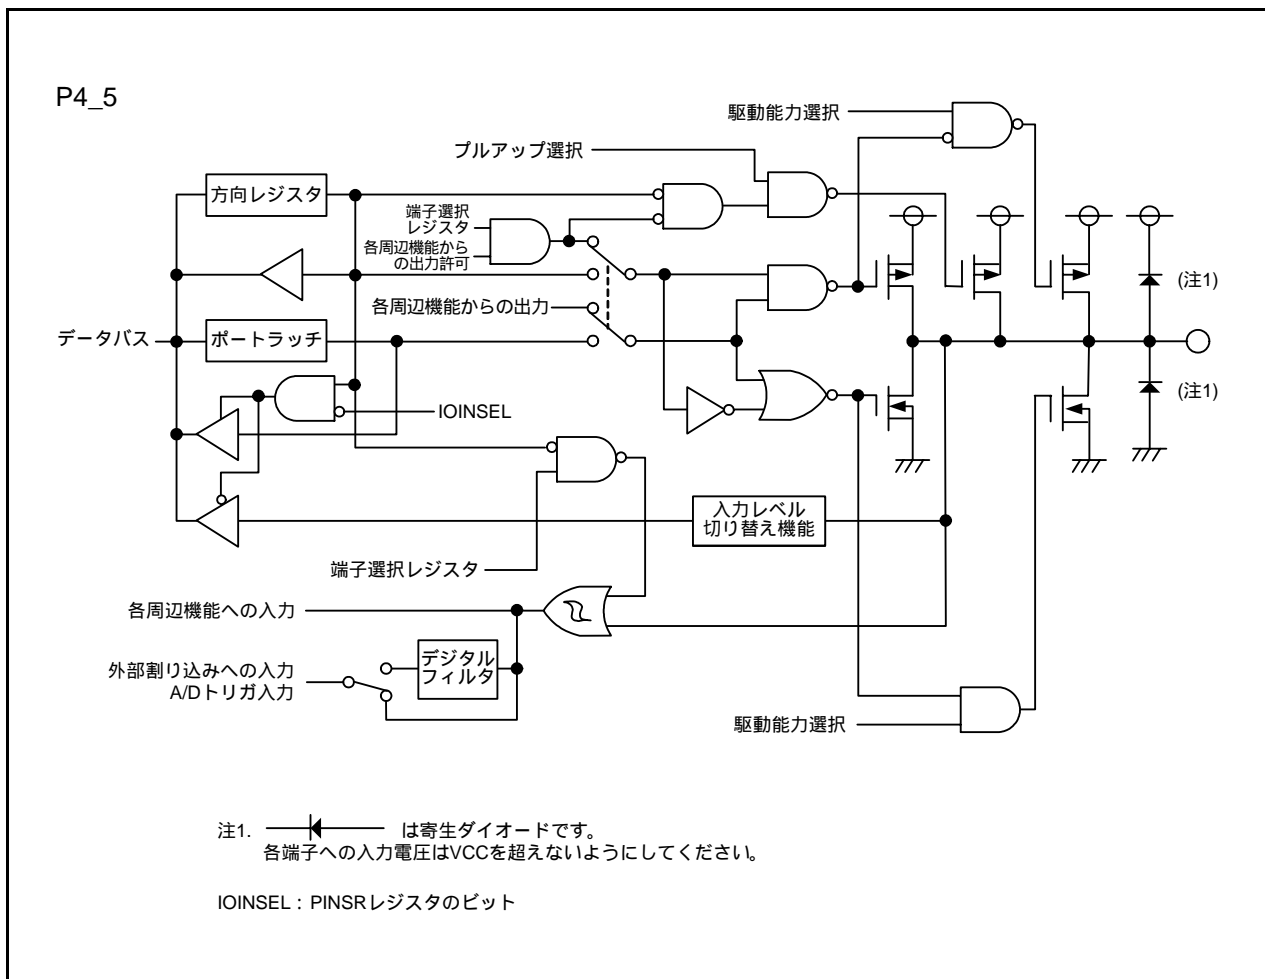 P4_5
駆動能力選択
プルアップ選択
方向レジスタ
端子選択
レジスタ
各周辺機能から
の出力許可
(注1)
各周辺機能からの出力
データバス
ポートラッチ
(注1)
IOINSEL
入力レベル
切り替え機能
端子選択レジスタ
各周辺機能への入力
デジタル
フィルタ
外部割り込みへの入力
A/Dトリガ入力
駆動能力選択
注1.
は寄生ダイオードです。
各端子への入力電圧はVCCを超えないようにしてください。
IOINSEL : PINSRレジスタのビット